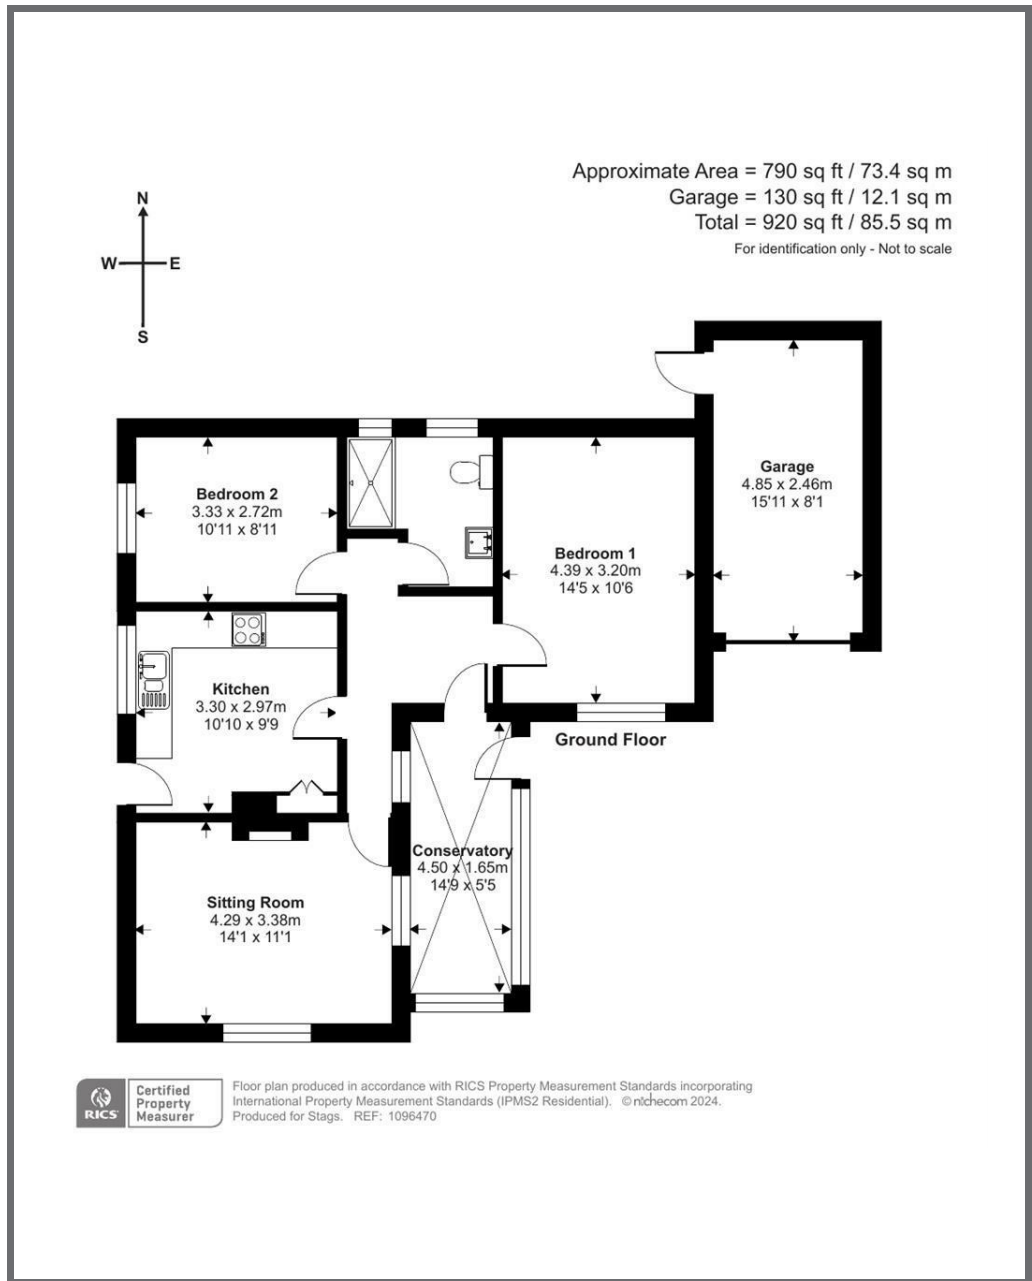 Approximate Area = 790 sq ft / 73.4 sq m
Garage = 130 sq ft / 12.1 sq m
Total = 920 sq ft / 85.5 sq m
For identification only - Not to scale
N
W E
S
Garage
4.85 x 2.46m
15'11 x 8'1
Bedroom 2
3.33 x 2.72m
10'11 x 8'11
Bedroom 1
4.39 x 3.20m
14'5 x 10'6
Kitchen
3.30 x 2.97m
10'10 x 9'9
Ground Floor
Conservatory
4.50 x 1.65m
14'9 x 5'5
Sitting Room
4.29 x 3.38m
14'1 x 11'1
RICS
Certified
Property
Measurer
Floor plan produced in accordance with RICS Property Measurement Standards incorporating
International Property Measurement Standards (IPMS2 Residential). © nichecom 2024.
Produced for Stags. REF: 1096470